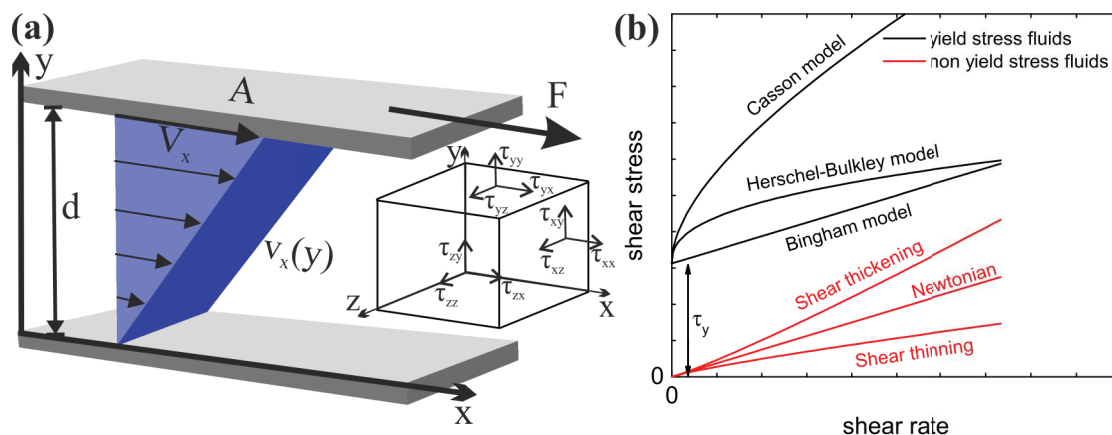 (a)
y
A
F
V x
d
v x (y)
x
y
τ yy
τ yx
τ yz
τ xy
τ xz
τ xx
τ zy
τ zz
τ zx
z
x
(b)
yield stress fluids
non yield stress fluids
Casson model
Herschel-Bulkley model
Bingham model
Shear thickening
Newtonian
Shear thinning
τ y
shear stress
0
0
shear rate